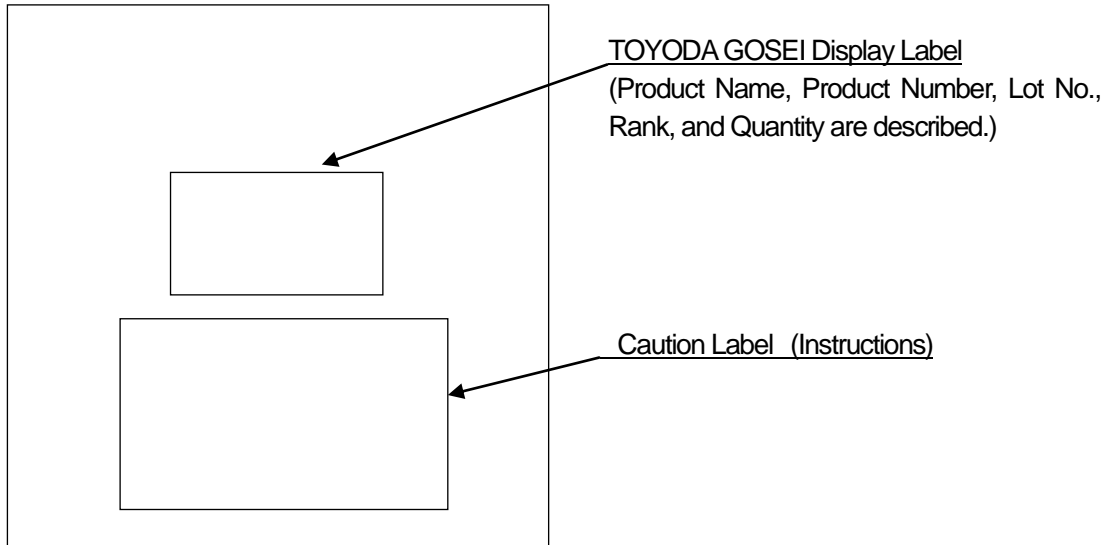 TOYODA GOSEI Display Label
(Product Name, Product Number, Lot No.,
Rank, and Quantity are described.)
Caution Label (Instructions)